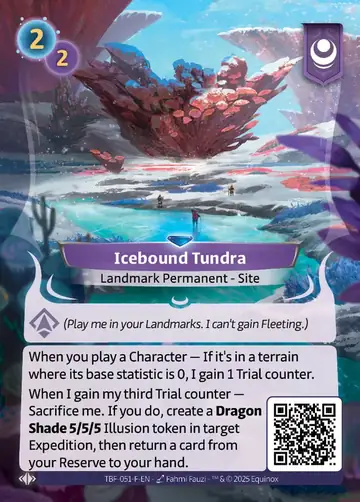 2
2
Icebound Tundra
Landmark Permanent - Site
(Play me in your Landmarks. I can't gain Fleeting.)
When you play a Character — If it's in a terrain
where its base statistic is 0, I gain 1 Trial counter.
When I gain my third Trial counter —
Sacrifice me. If you do, create a Dragon
Shade 5/5/5 Illusion token in target
Expedition, then return a card from
your Reserve to your hand.
TBF-051-F-EN - Fahmi Fauzi - ™ & © 2025 Equinox